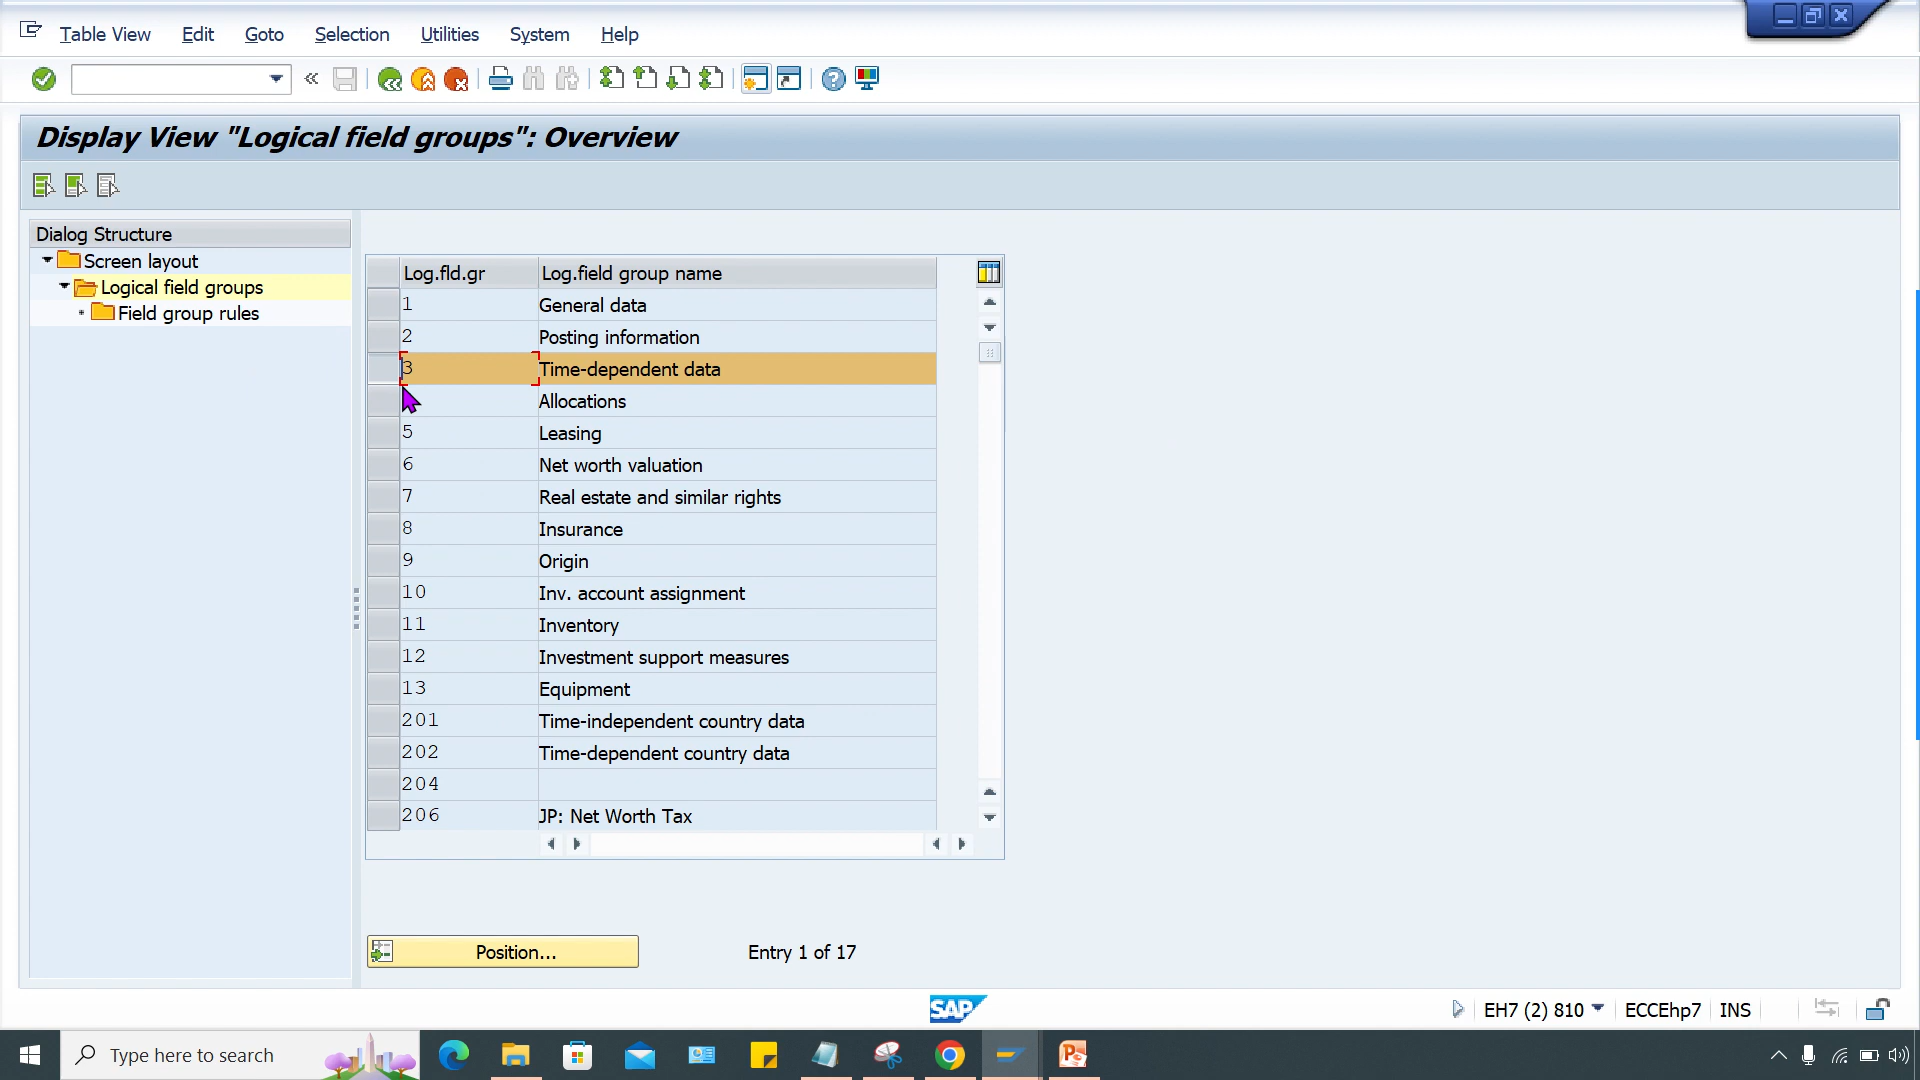 Table View Edit Goto Selection Utilities System Help
Display View "Logical field groups": Overview
Dialog Structure
Screen layout
Logical field groups
Field group rules
Log.fld.gr Log.field group name
1 General data
2 Posting information
3 Time-dependent data
Allocations
5 Leasing
6 Net worth valuation
7 Real estate and similar rights
8 Insurance
9 Origin
10 Inv. account assignment
11 Inventory
12 Investment support measures
13 Equipment
201 Time-independent country data
202 Time-dependent country data
204
206 JP: Net Worth Tax
Position... Entry 1 of 17
SAP EH7 (2) 810 ECCEhp7 INS
Type here to search